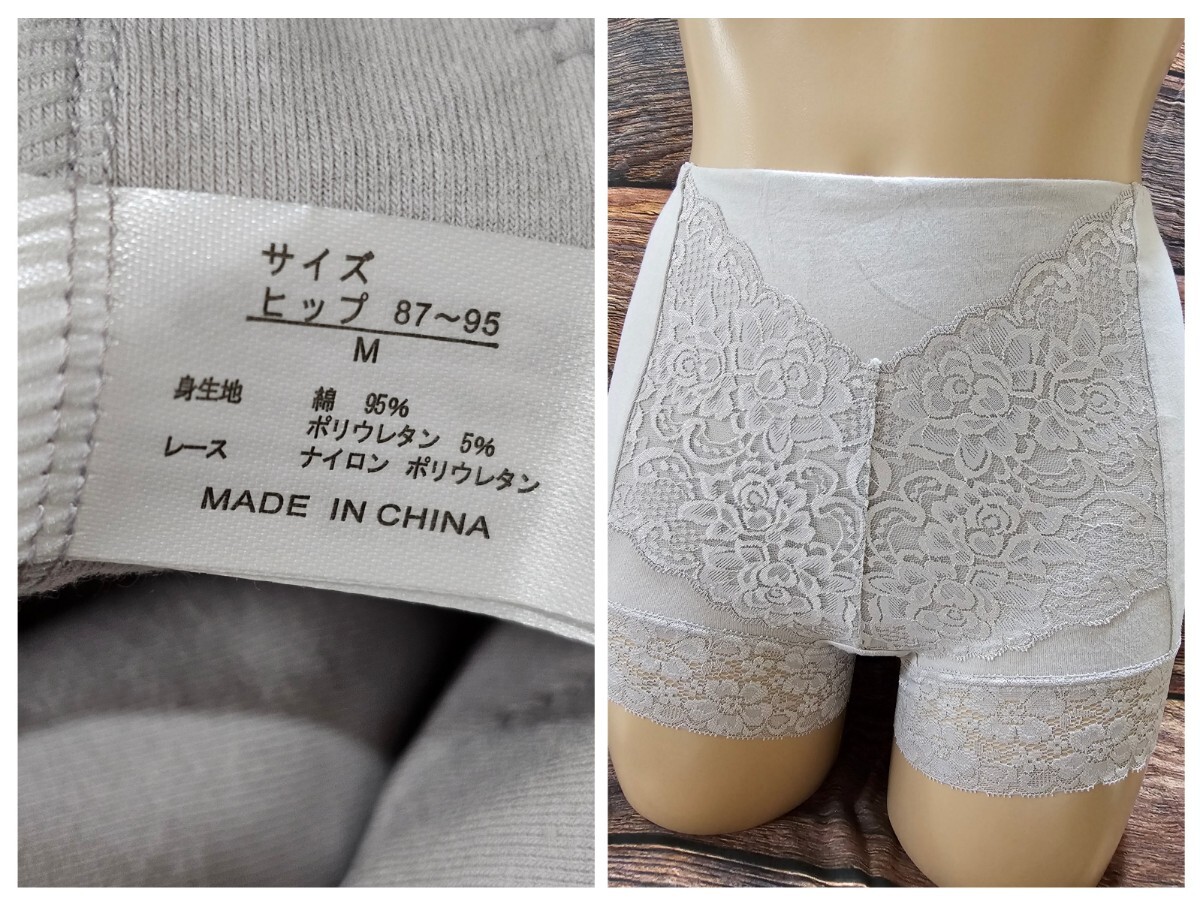 サイズ
ヒップ 87〜95
M
身生地 綿 95%
ポリウレタン 5%
レース ナイロン ポリウレタン
MADE IN CHINA